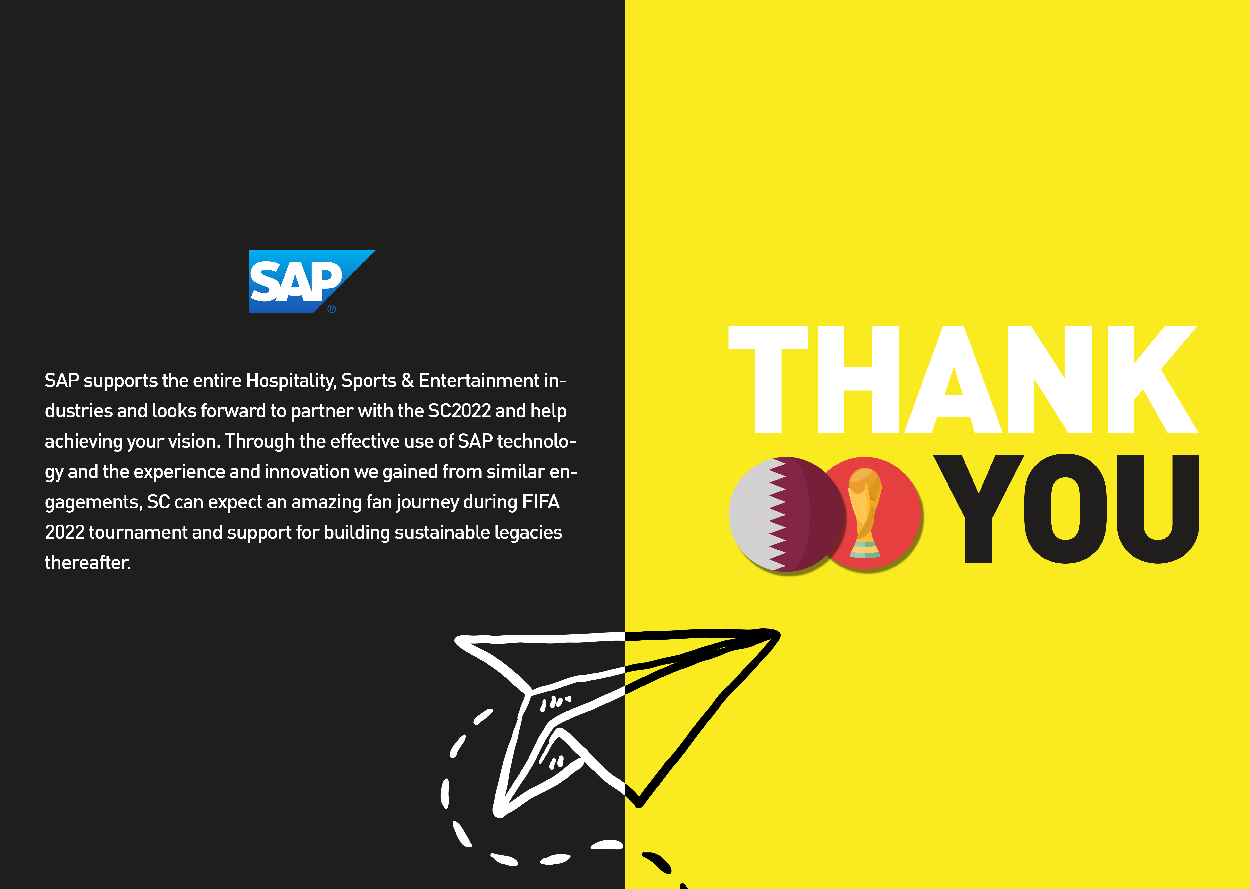 SAP
SAP supports the entire Hospitality, Sports & Entertainment in-
dustries and looks forward to partner with the SC2022 and help
achieving your vision. Through the effective use of SAP technolo-
gy and the experience and innovation we gained from similar en-
gagements, SC can expect an amazing fan journey during FIFA
2022 tournament and support for building sustainable legacies
thereafter.
THANK
YOU